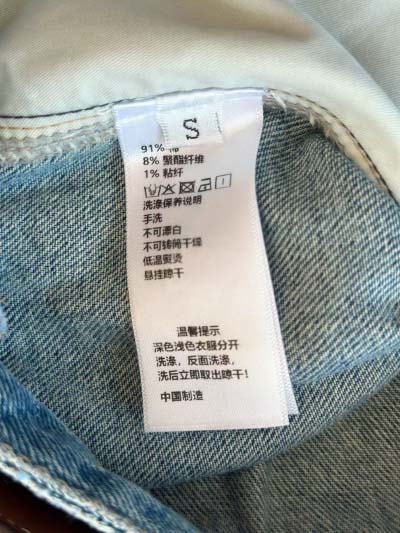 S
91% 棉
8% 聚酯纤维
1% 粘纤
洗涤保养说明
手洗
不可漂白
不可转筒干燥
低温熨烫
悬挂晾干
温馨提示
深色浅色衣服分开
洗涤，反面洗涤，
洗后立即取出晾干！
中国制造